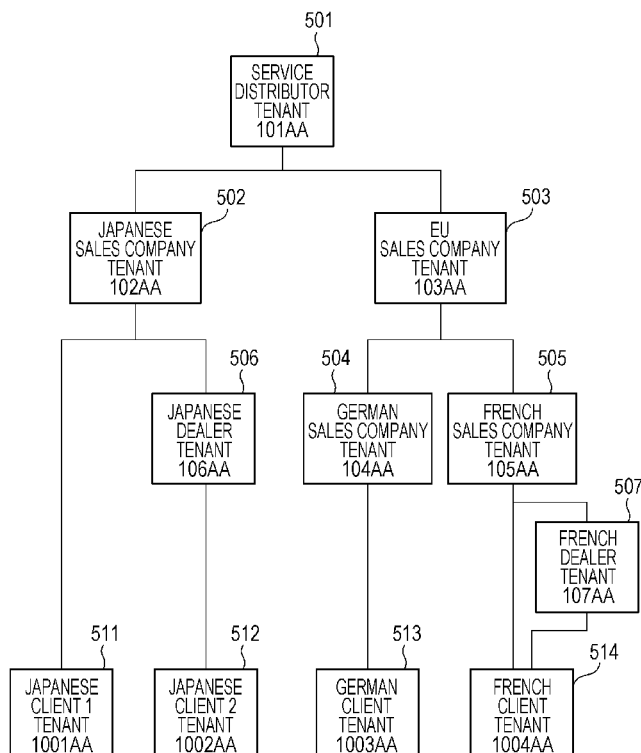 501
SERVICE
DISTRIBUTOR
TENANT
101AA
502
JAPANESE
SALES COMPANY
TENANT
102AA
503
EU
SALES COMPANY
TENANT
103AA
506
JAPANESE
DEALER
TENANT
106AA
504
GERMAN
SALES COMPANY
TENANT
104AA
505
FRENCH
SALES COMPANY
TENANT
105AA
507
FRENCH
DEALER
TENANT
107AA
511
JAPANESE
CLIENT 1
TENANT
1001AA
512
JAPANESE
CLIENT 2
TENANT
1002AA
513
GERMAN
CLIENT
TENANT
1003AA
514
FRENCH
CLIENT
TENANT
1004AA